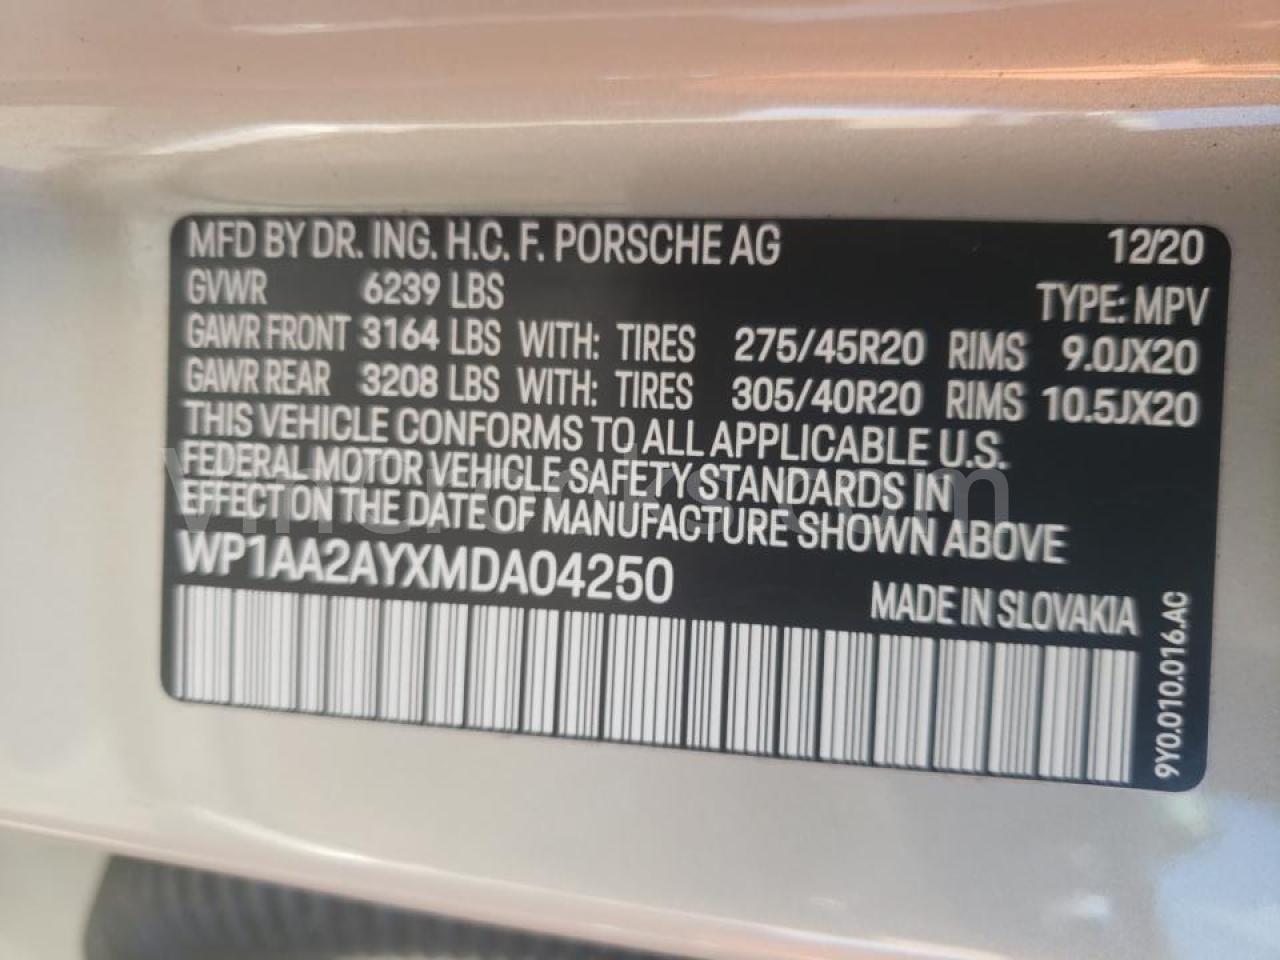 MFD BY DR. ING. H.C. F. PORSCHE AG 12/20
GVWR 6239 LBS TYPE: MPV
GAWR FRONT 3164 LBS WITH: TIRES 275/45R20 RIMS 9.0JX20
GAWR REAR 3208 LBS WITH: TIRES 305/40R20 RIMS 10.5JX20
THIS VEHICLE CONFORMS TO ALL APPLICABLE U.S.
FEDERAL MOTOR VEHICLE SAFETY STANDARDS IN
EFFECT ON THE DATE OF MANUFACTURE SHOWN ABOVE
WP1AA2AYXMDA04250
MADE IN SLOVAKIA
9Y0.010.016.AC